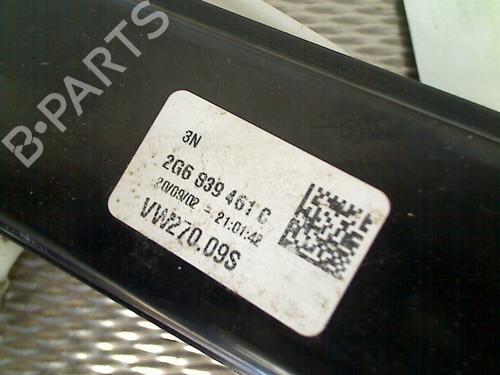 B-PARTS
3N
2G6 839 461 C
20/09/02 - 21:01:42
VW270.09S